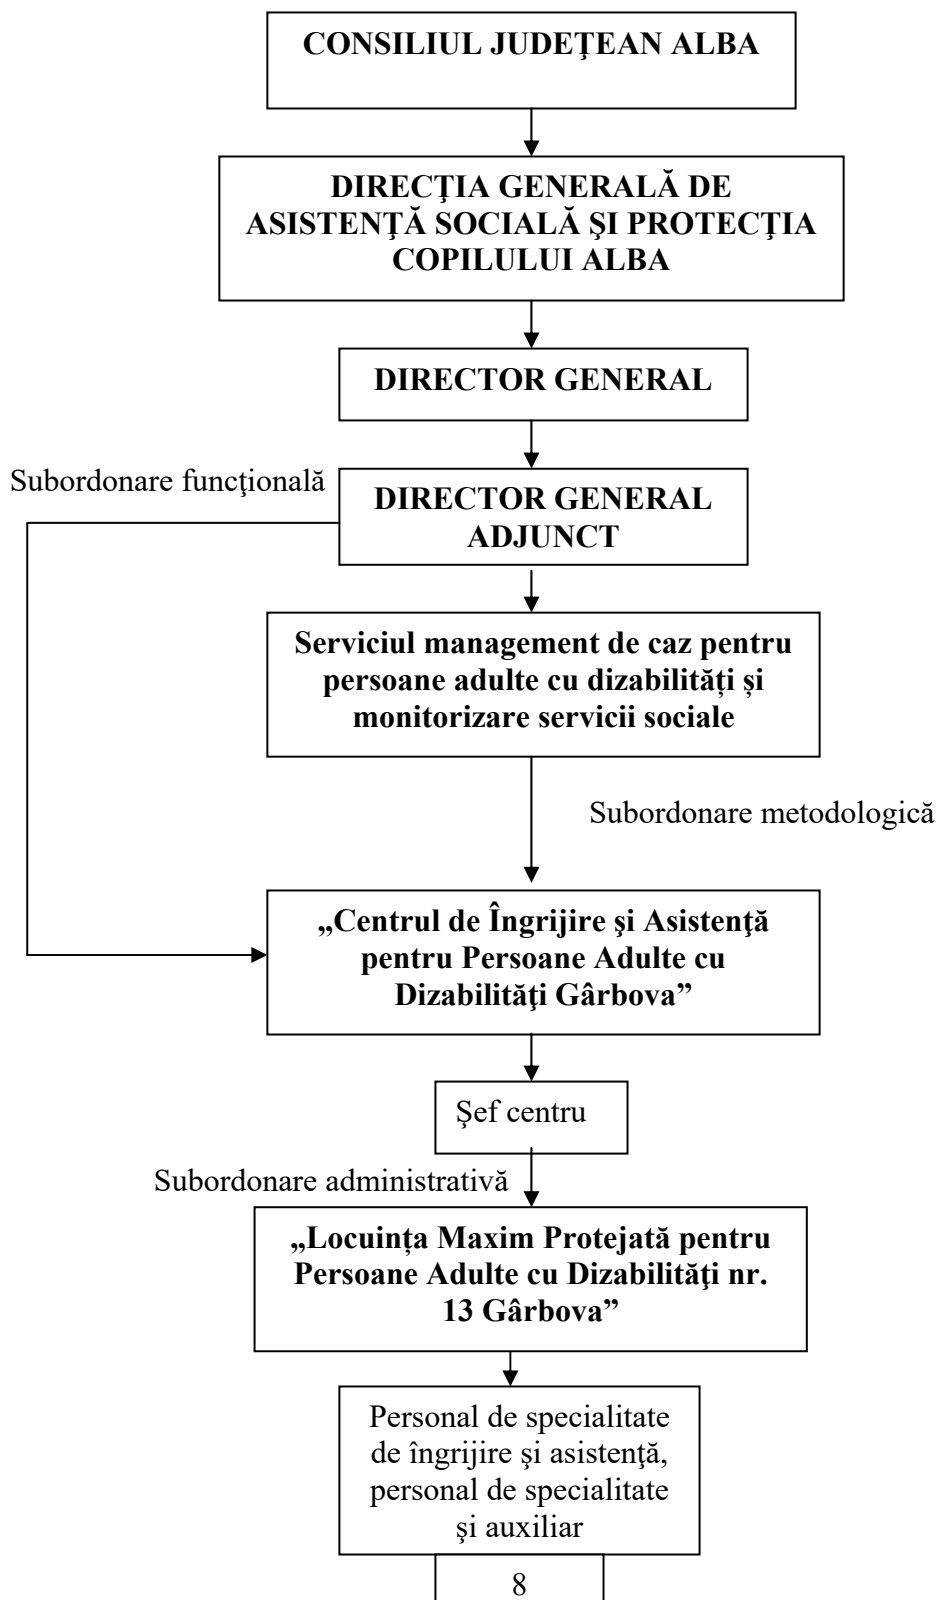 CONSILIUL JUDEŢEAN ALBA
DIRECŢIA GENERALĂ DE
ASISTENŢĂ SOCIALĂ ŞI PROTECŢIA
COPILULUI ALBA
DIRECTOR GENERAL
Subordonare funcţională
DIRECTOR GENERAL
ADJUNCT
Serviciul management de caz pentru
persoane adulte cu dizabilități și
monitorizare servicii sociale
Subordonare metodologică
„Centrul de Îngrijire şi Asistenţă
pentru Persoane Adulte cu
Dizabilităţi Gârbova”
Şef centru
Subordonare administrativă
„Locuința Maxim Protejată pentru
Persoane Adulte cu Dizabilităţi nr.
13 Gârbova”
Personal de specialitate
de îngrijire şi asistenţă,
personal de specialitate
şi auxiliar
8